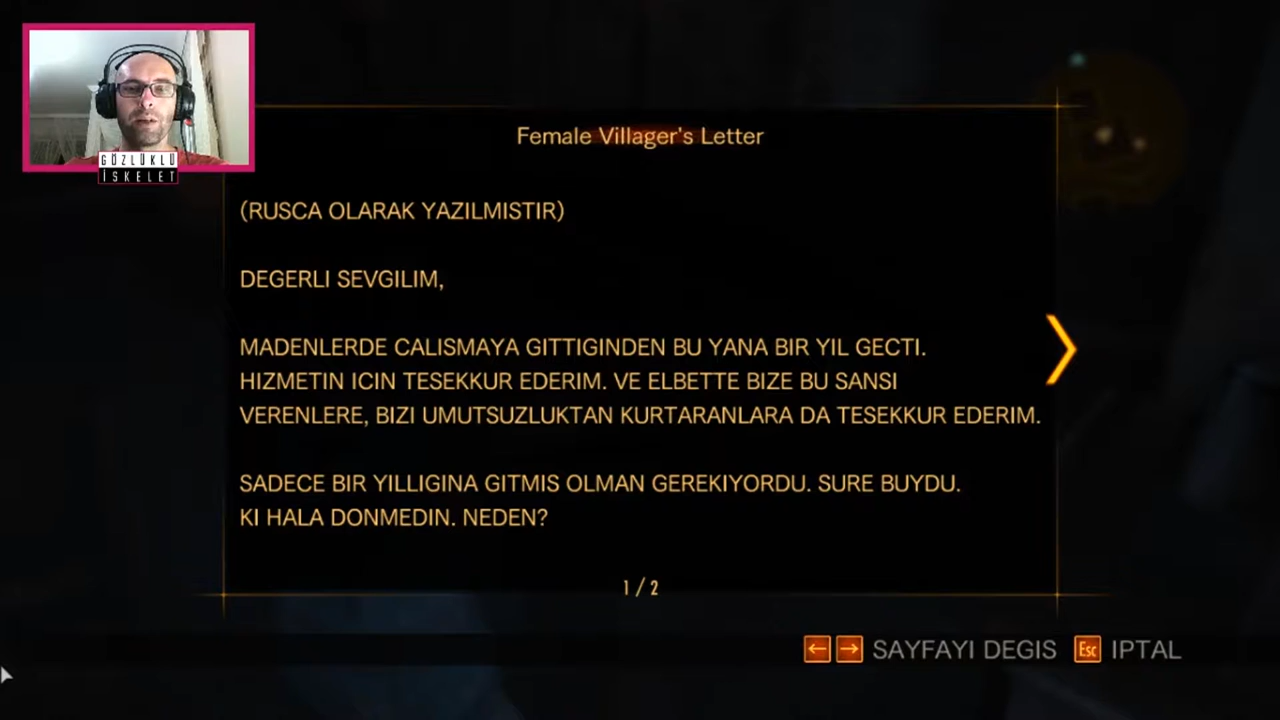 GÖZLÜKLÜ
İSKELET
Female Villager's Letter
(RUSCA OLARAK YAZILMISTIR)
DEGERLI SEVGILIM,
MADENLERDE CALISMAYA GITTIGINDEN BU YANA BIR YIL GECTI.
HIZMETIN ICIN TESEKKUR EDERIM. VE ELBETTE BIZE BU SANSI
VERENLERE, BIZI UMUTSUZLUKTAN KURTARANLARA DA TESEKKUR EDERIM.
SADECE BIR YILLIGINA GITMIS OLMAN GEREKIYORDU. SURE BUYDU.
KI HALA DONMEDIN. NEDEN?
1 / 2
← → SAYFAYI DEGIS Esc IPTAL